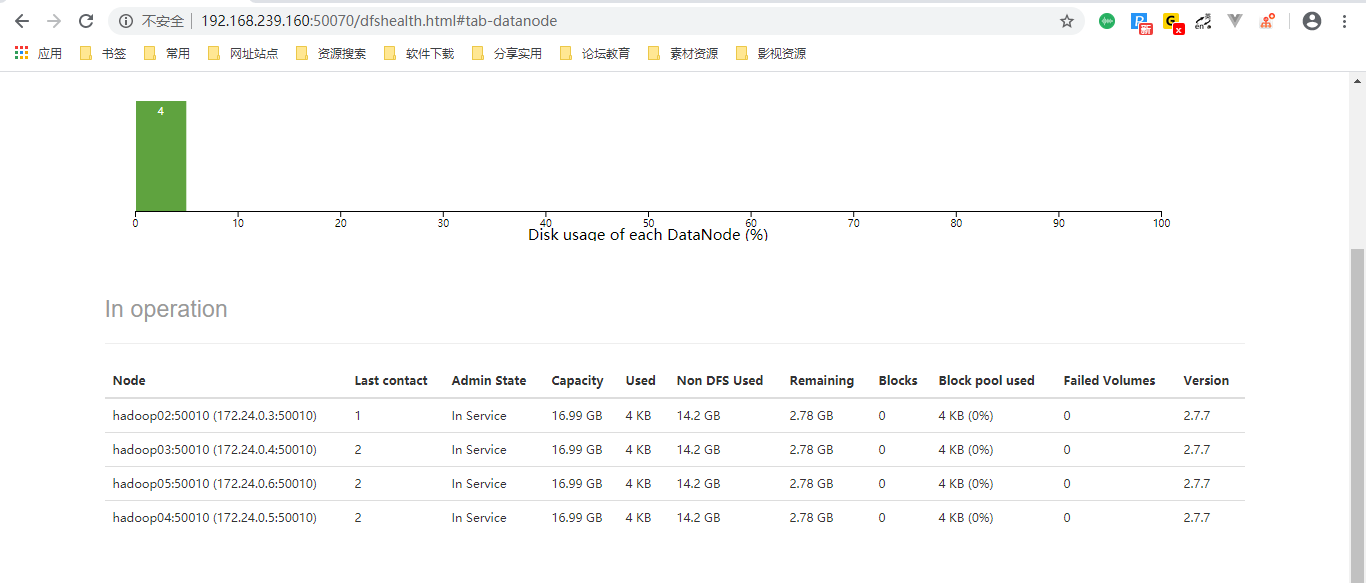 不安全 192.168.239.160:50070/dfshealth.html#tab-datanode
应用 书签 常用 网址站点 资源搜索 软件下载 分享实用 论坛教育 素材资源 影视资源
4
0 10 20 30 40 50 60 70 80 90 100
Disk usage of each DataNode (%)
In operation
Node Last contact Admin State Capacity Used Non DFS Used Remaining Blocks Block pool used Failed Volumes Version
hadoop02:50010 (172.24.0.3:50010) 1 In Service 16.99 GB 4 KB 14.2 GB 2.78 GB 0 4 KB (0%) 0 2.7.7
hadoop03:50010 (172.24.0.4:50010) 2 In Service 16.99 GB 4 KB 14.2 GB 2.78 GB 0 4 KB (0%) 0 2.7.7
hadoop05:50010 (172.24.0.6:50010) 2 In Service 16.99 GB 4 KB 14.2 GB 2.78 GB 0 4 KB (0%) 0 2.7.7
hadoop04:50010 (172.24.0.5:50010) 2 In Service 16.99 GB 4 KB 14.2 GB 2.78 GB 0 4 KB (0%) 0 2.7.7